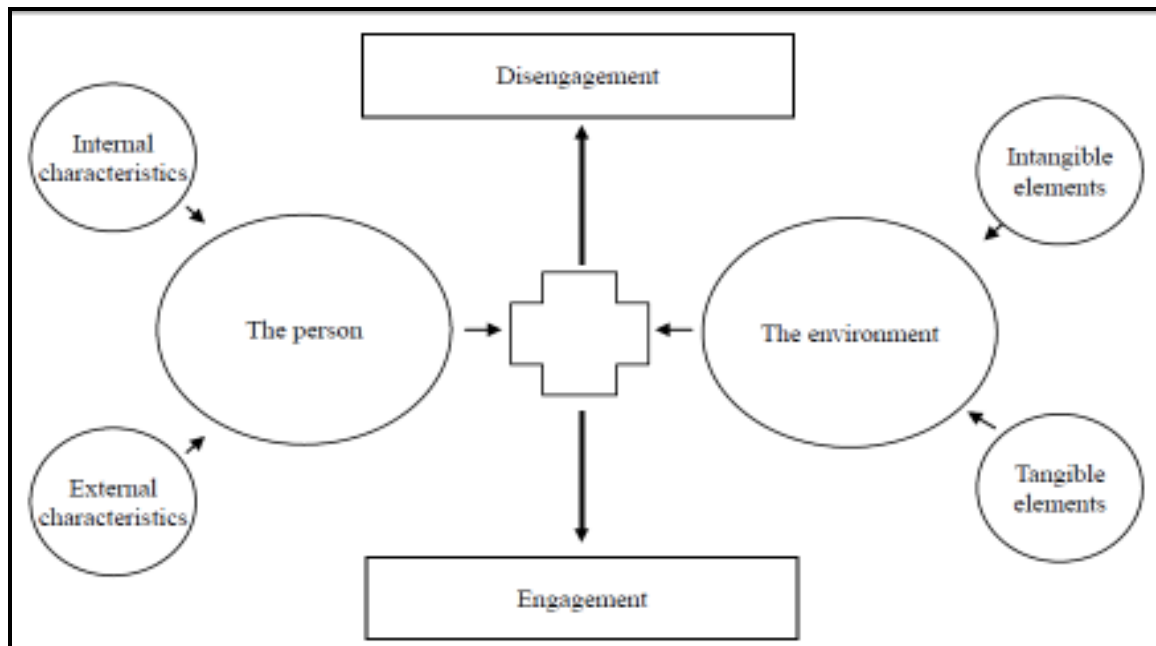 Disengagement
Internal
characteristics
Intangible
elements
The person
The environment
External
characteristics
Tangible
elements
Engagement